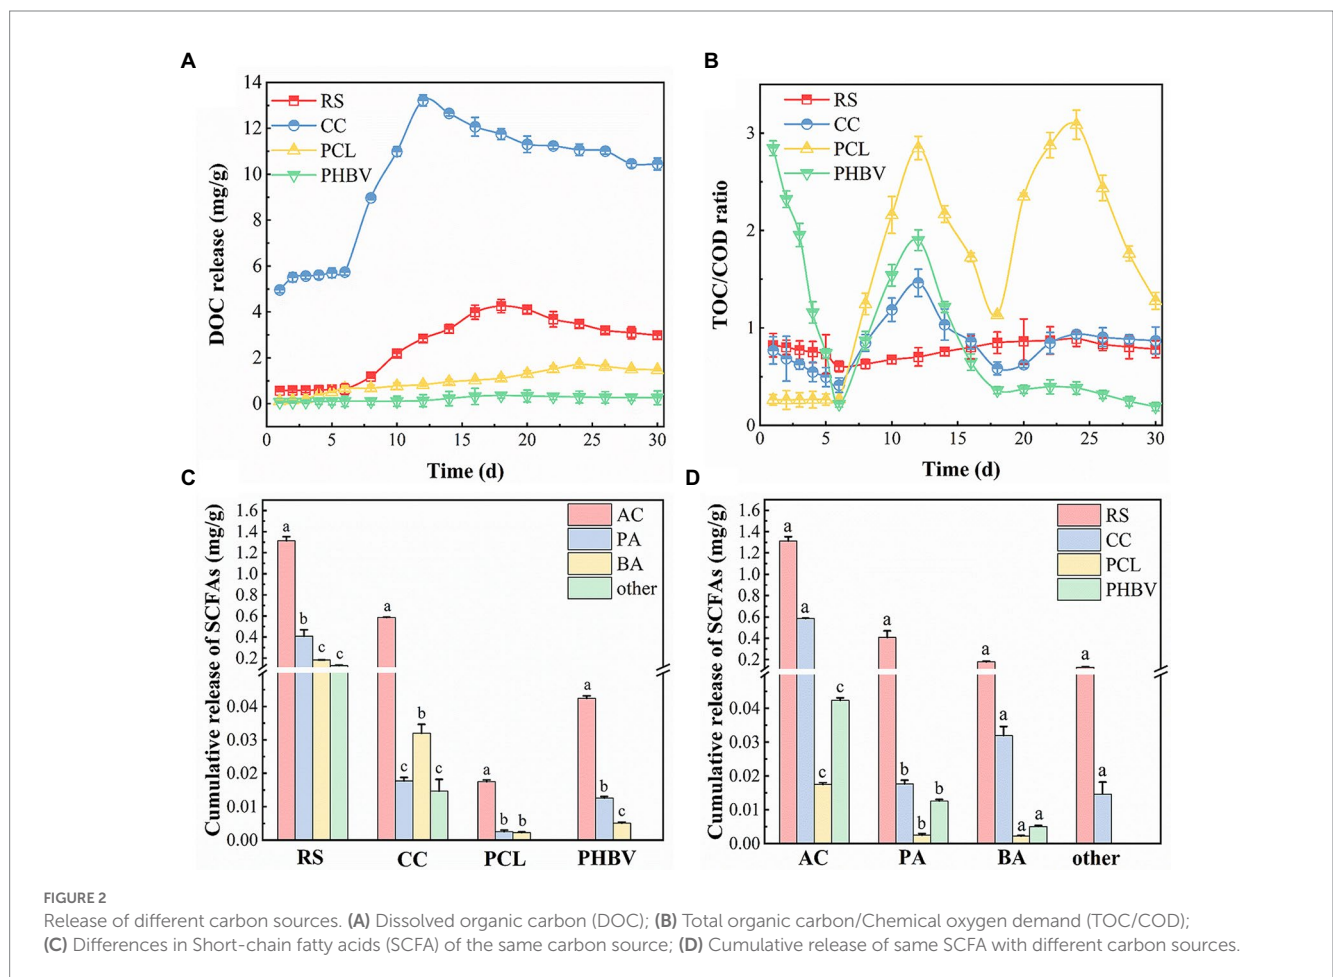 A
DOC release (mg/g)
14
12
10
8
6
4
2
0
RS
CC
PCL
PHBV
0 5 10 15 20 25 30
Time (d)
B
TOC/COD ratio
3
2
1
0
RS
CC
PCL
PHBV
0 5 10 15 20 25 30
Time (d)
C
Cumulative release of SCFAs (mg/g)
1.6
1.4
1.2
1.0
0.8
0.6
0.4
0.2
0.04
0.03
0.02
0.01
0.00
AC
PA
BA
other
a b c c
a c b c
a b b
a b c
RS CC PCL PHBV
D
Cumulative release of SCFAs (mg/g)
1.6
1.4
1.2
1.0
0.8
0.6
0.4
0.2
0.04
0.03
0.02
0.01
0.00
RS
CC
PCL
PHBV
a a c c
a b b b
a a a a
a a
AC PA BA other
FIGURE 2
Release of different carbon sources. (A) Dissolved organic carbon (DOC); (B) Total organic carbon/Chemical oxygen demand (TOC/COD);
(C) Differences in Short-chain fatty acids (SCFA) of the same carbon source; (D) Cumulative release of same SCFA with different carbon sources.